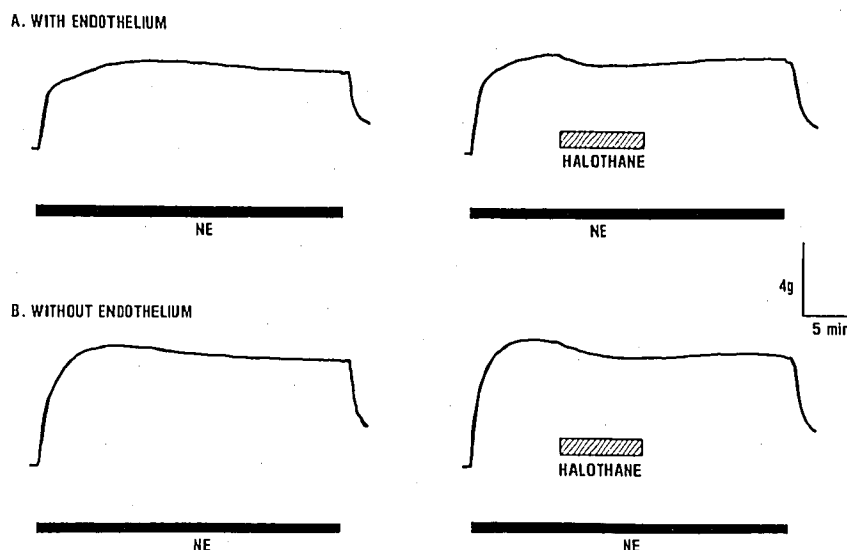 A. WITH ENDOTHELIUM
HALOTHANE
NE
NE
4g
5 min
B. WITHOUT ENDOTHELIUM
HALOTHANE
NE
NE